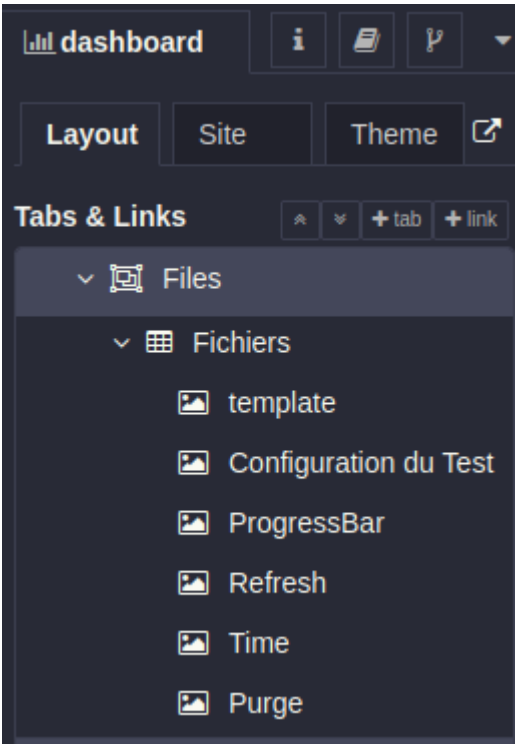 dashboard i
Layout Site Theme
Tabs & Links +tab +link
Files
Fichiers
template
Configuration du Test
ProgressBar
Refresh
Time
Purge